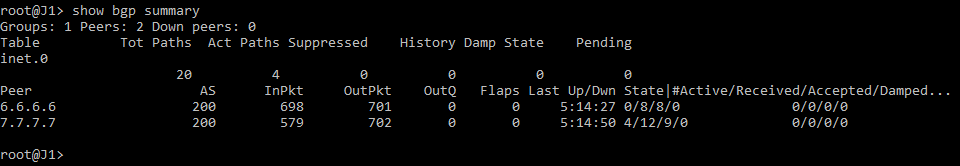 root@J1> show bgp summary
Groups: 1 Peers: 2 Down peers: 0
Table Tot Paths Act Paths Suppressed History Damp State Pending
inet.0
20 4 0 0 0 0
Peer AS InPkt OutPkt OutQ Flaps Last Up/Dwn State|#Active/Received/Accepted/Damped...
6.6.6.6 200 698 701 0 0 5:14:27 0/8/8/0 0/0/0/0
7.7.7.7 200 579 702 0 0 5:14:50 4/12/9/0 0/0/0/0
root@J1>